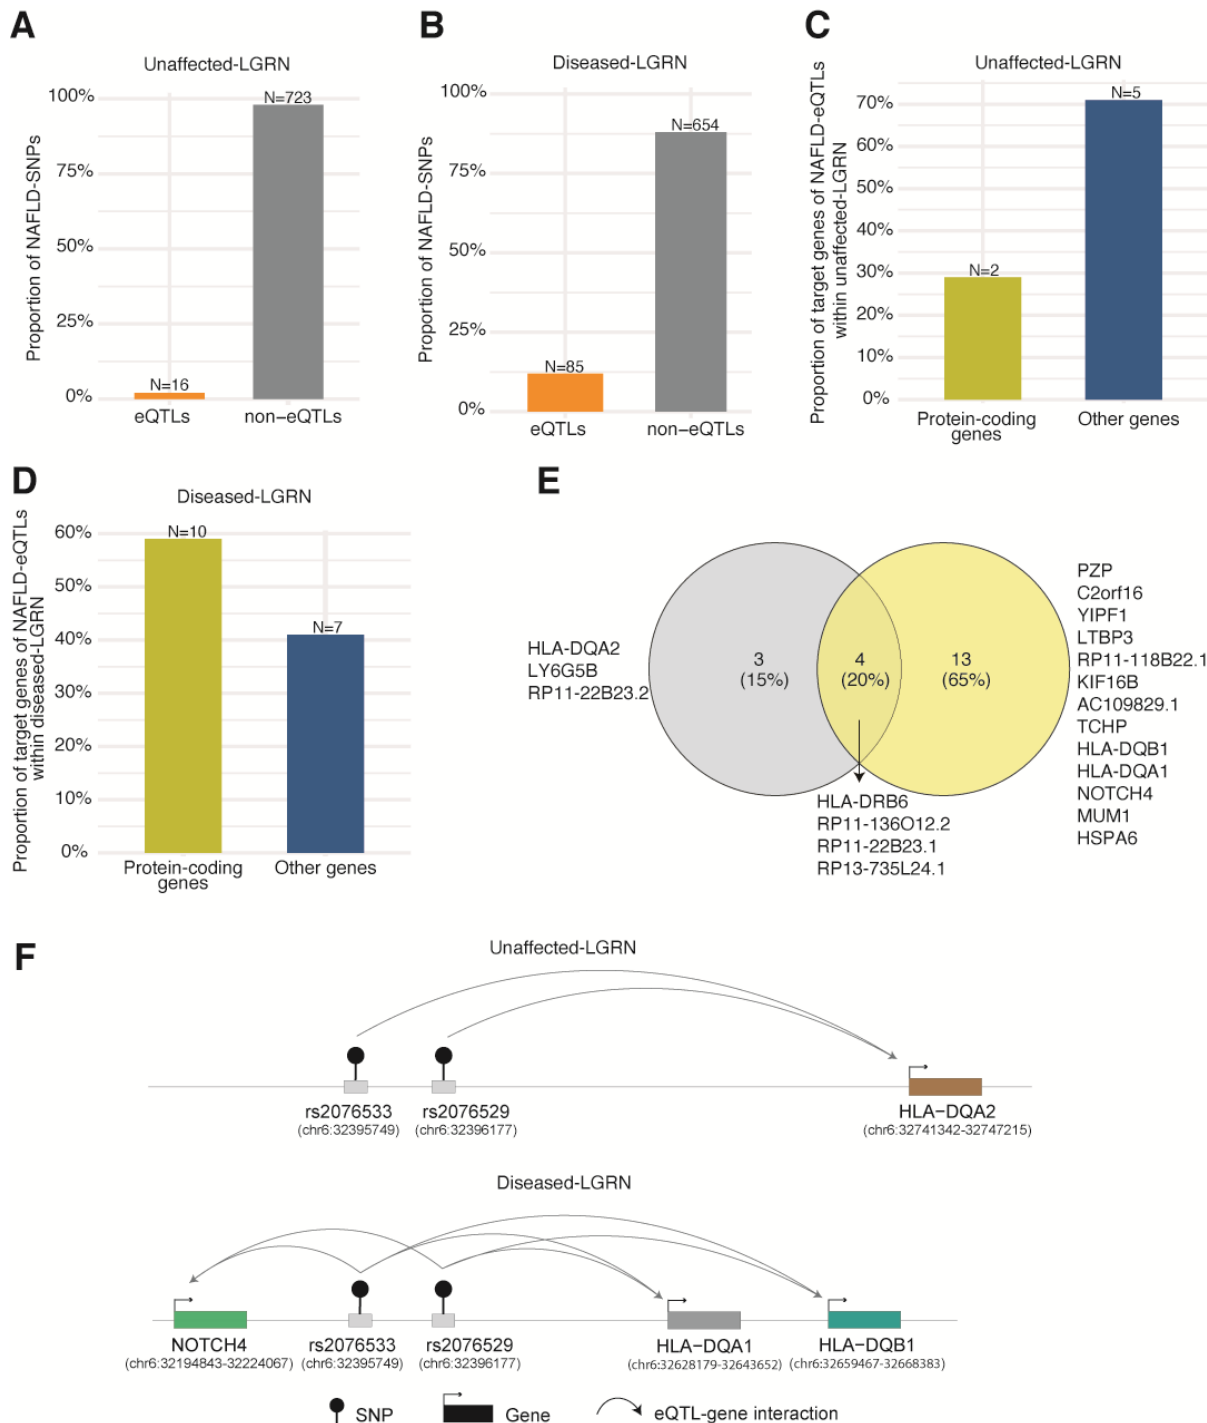 A
Unaffected-LGRN
Proportion of NAFLD-SNPs
100%
75%
50%
25%
0%
N=723
N=16
eQTLs
non−eQTLs
B
Diseased-LGRN
Proportion of NAFLD-SNPs
100%
75%
50%
25%
0%
N=654
N=85
eQTLs
non−eQTLs
C
Unaffected-LGRN
Proportion of target genes of NAFLD-eQTLs
within unaffected-LGRN
70%
60%
50%
40%
30%
20%
10%
0%
N=5
N=2
Protein-coding
genes
Other genes
D
Diseased-LGRN
Proportion of target genes of NAFLD-eQTLs
within diseased-LGRN
60%
50%
40%
30%
20%
10%
0%
N=10
N=7
Protein-coding
genes
Other genes
E
HLA-DQA2
LY6G5B
RP11-22B23.2
3
(15%)
4
(20%)
13
(65%)
HLA-DRB6
RP11-136O12.2
RP11-22B23.1
RP13-735L24.1
PZP
C2orf16
YIPF1
LTBP3
RP11-118B22.1
KIF16B
AC109829.1
TCHP
HLA-DQB1
HLA-DQA1
NOTCH4
MUM1
HSPA6
F
Unaffected-LGRN
rs2076533
(chr6:32395749)
rs2076529
(chr6:32396177)
HLA−DQA2
(chr6:32741342-32747215)
Diseased-LGRN
NOTCH4
(chr6:32194843-32224067)
rs2076533
(chr6:32395749)
rs2076529
(chr6:32396177)
HLA−DQA1
(chr6:32628179-32643652)
HLA−DQB1
(chr6:32659467-32668383)
SNP
Gene
eQTL-gene interaction